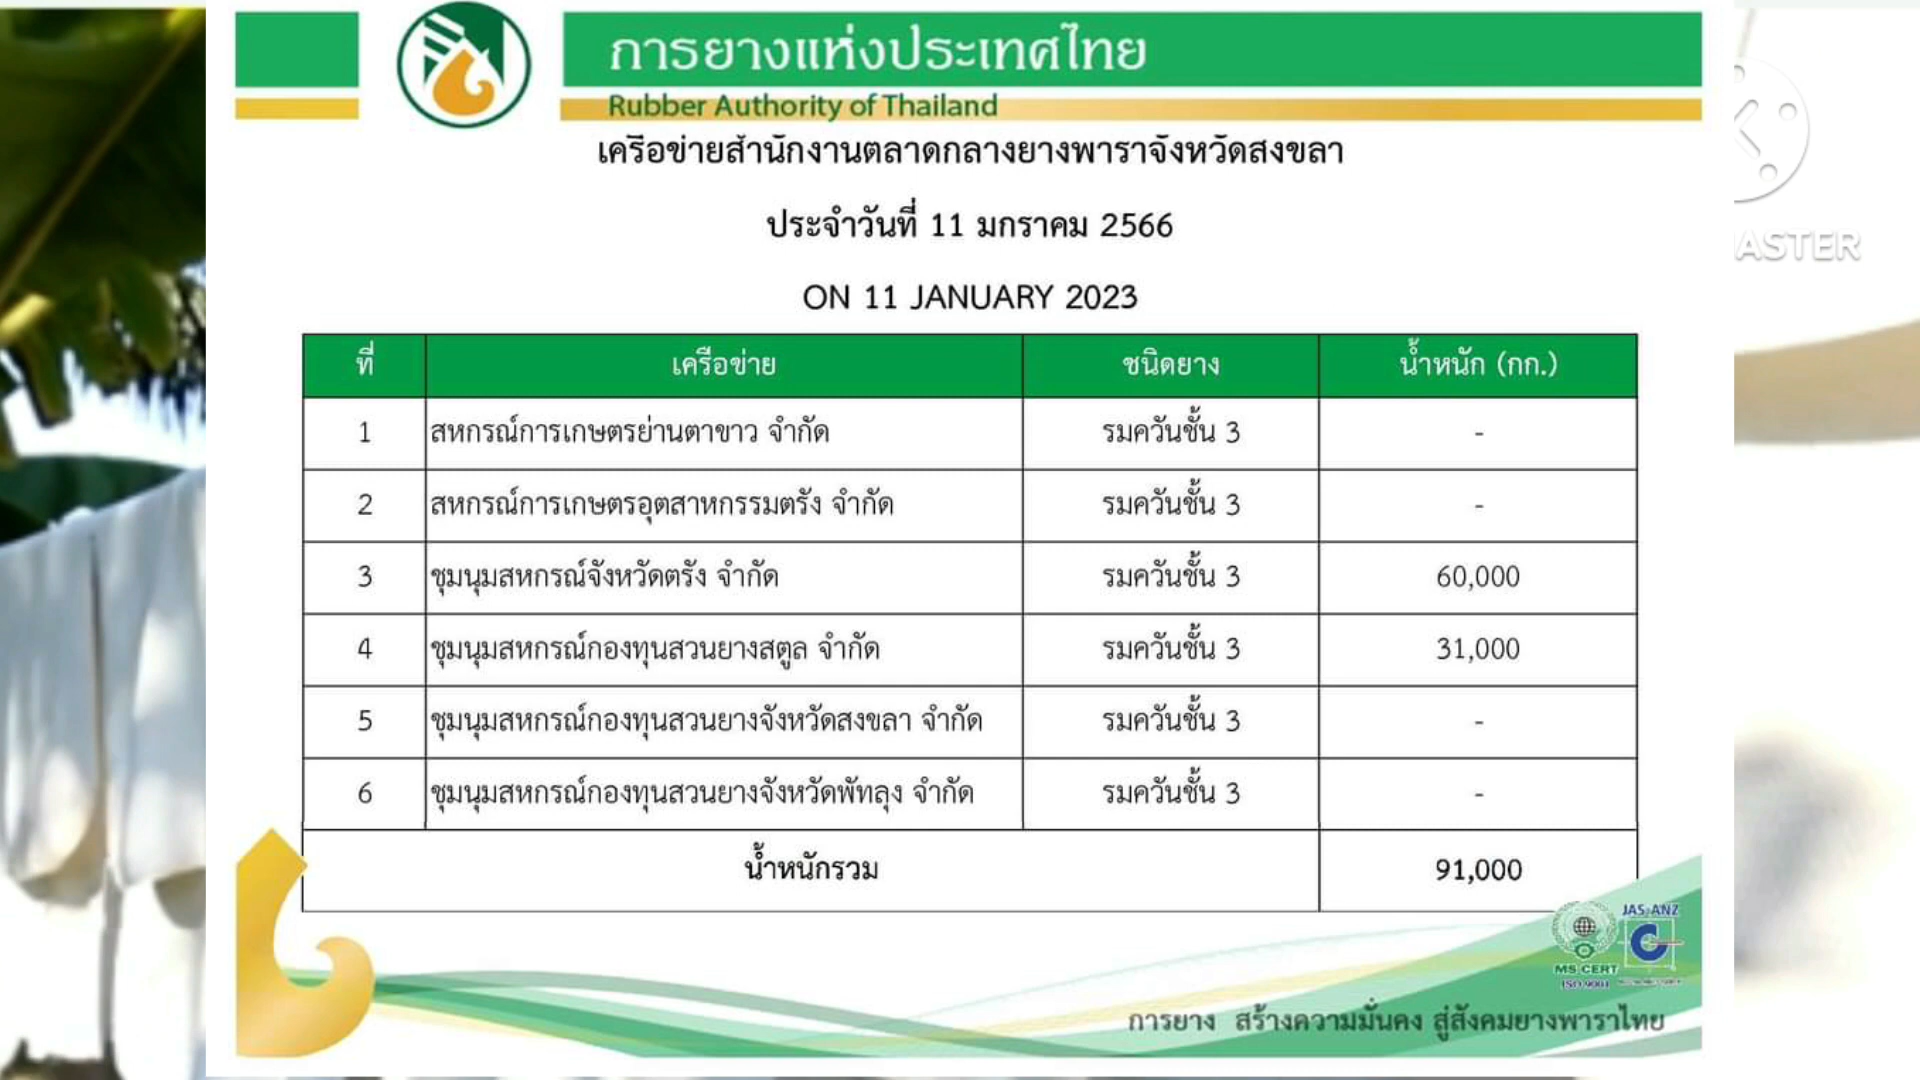 การยางแห่งประเทศไทย
Rubber Authority of Thailand
เครือข่ายสำนักงานตลาดกลางยางพาราจังหวัดสงขลา
ประจำวันที่ 11 มกราคม 2566
ON 11 JANUARY 2023
ที่ เครือข่าย ชนิดยาง น้ำหนัก (กก.)
1 สหกรณ์การเกษตรย่านตาขาว จำกัด รมควันชั้น 3 -
2 สหกรณ์การเกษตรอุตสาหกรรมตรัง จำกัด รมควันชั้น 3 -
3 ชุมนุมสหกรณ์จังหวัดตรัง จำกัด รมควันชั้น 3 60,000
4 ชุมนุมสหกรณ์กองทุนสวนยางสตูล จำกัด รมควันชั้น 3 31,000
5 ชุมนุมสหกรณ์กองทุนสวนยางจังหวัดสงขลา จำกัด รมควันชั้น 3 -
6 ชุมนุมสหกรณ์กองทุนสวนยางจังหวัดพัทลุง จำกัด รมควันชั้น 3 -
น้ำหนักรวม 91,000
JAS-ANZ
MS CERT
ISO 9001
การยาง สร้างความมั่นคง สู่สังคมยางพาราไทย
ASTER